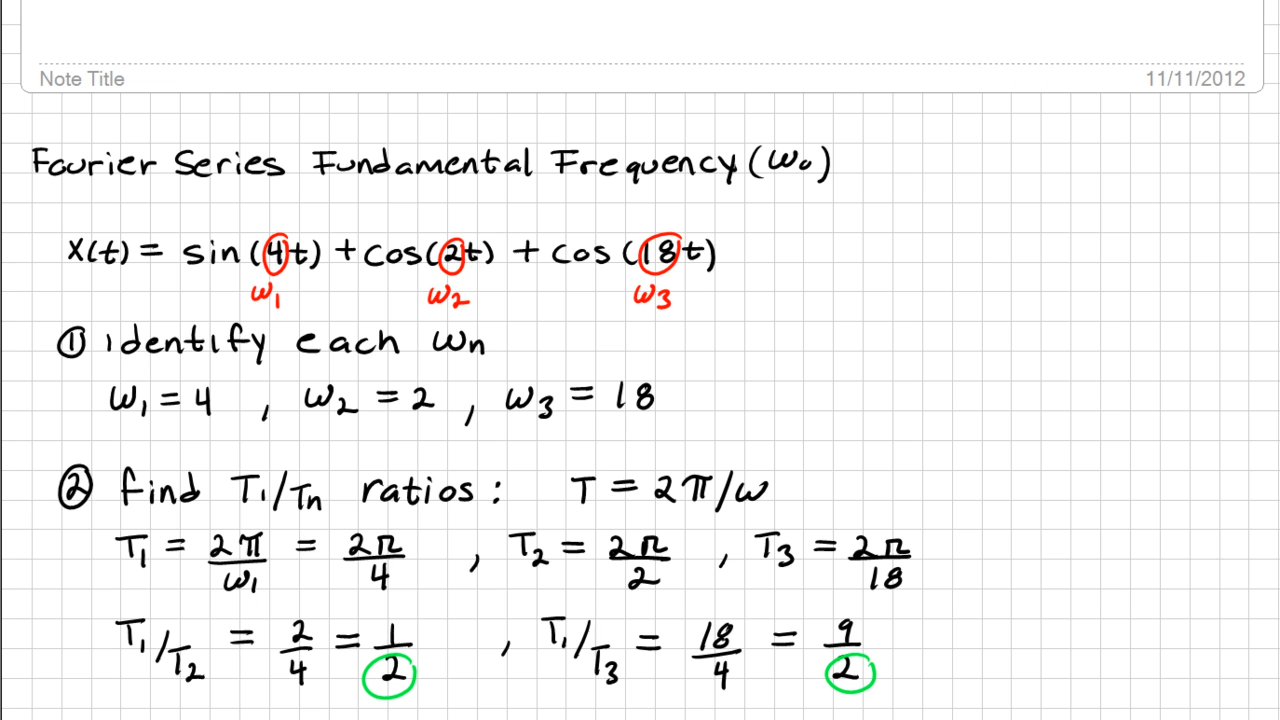 Note Title 11/11/2012
Fourier Series Fundamental Frequency (ω₀)
x(t) = sin(4t) + cos(2t) + cos(18t)
ω₁ ω₂ ω₃
① identify each ωn
ω₁ = 4 , ω₂ = 2 , ω₃ = 18
② find T₁/Tn ratios : T = 2π/ω
T₁ = 2π/ω₁ = 2π/4 , T₂ = 2π/2 , T₃ = 2π/18
T₁/T₂ = 2/4 = 1/2 , T₁/T₃ = 18/4 = 9/2